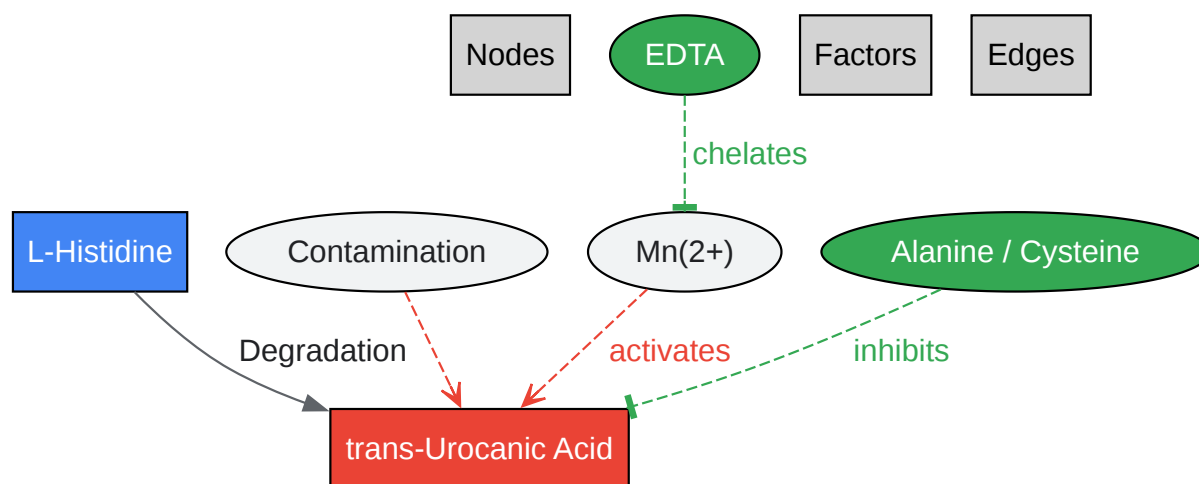 Nodes
EDTA
Factors
Edges
chelates
L-Histidine
Contamination
Mn(2+)
Alanine / Cysteine
Degradation
activates
inhibits
trans-Urocanic Acid